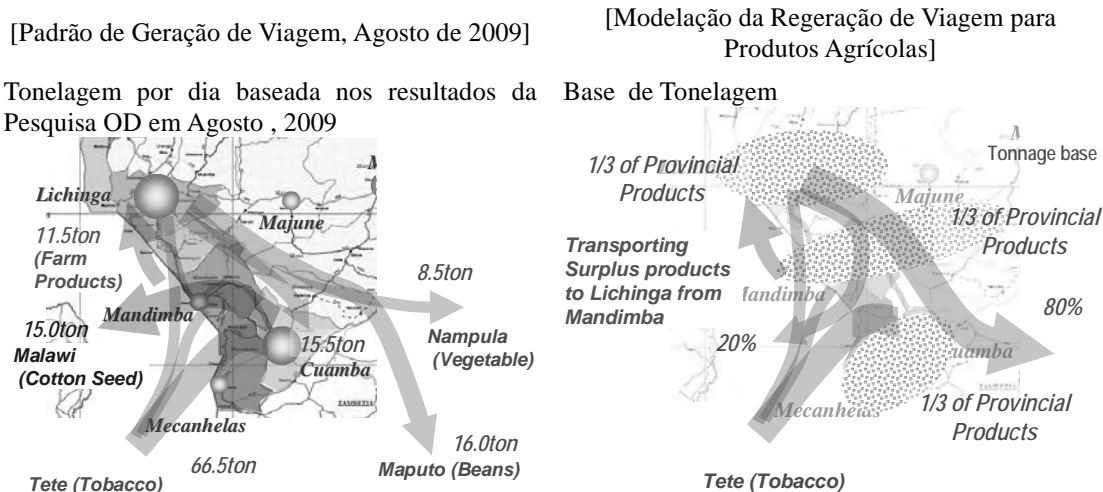 [Padrão de Geração de Viagem, Agosto de 2009]
Tonelagem por dia baseada nos resultados da
Pesquisa OD em Agosto , 2009
Lichinga
Majune
11.5ton
(Farm
Products)
8.5ton
Mandimba
15.0ton
Malawi
(Cotton Seed)
15.5ton
Cuamba
Nampula
(Vegetable)
ZAMBEZIA
Mecanhelas
66.5ton
16.0ton
Maputo (Beans)
Tete (Tobacco)
[Modelação da Regeração de Viagem para
Produtos Agrícolas]
Base de Tonelagem
Tonnage base
1/3 of Provincial
Products
Majune
1/3 of Provincial
Products
Transporting
Surplus products
to Lichinga from
Mandimba
Mandimba
80%
20%
Cuamba
ZAMBEZIA
Mecanhelas
1/3 of Provincial
Products
Tete (Tobacco)